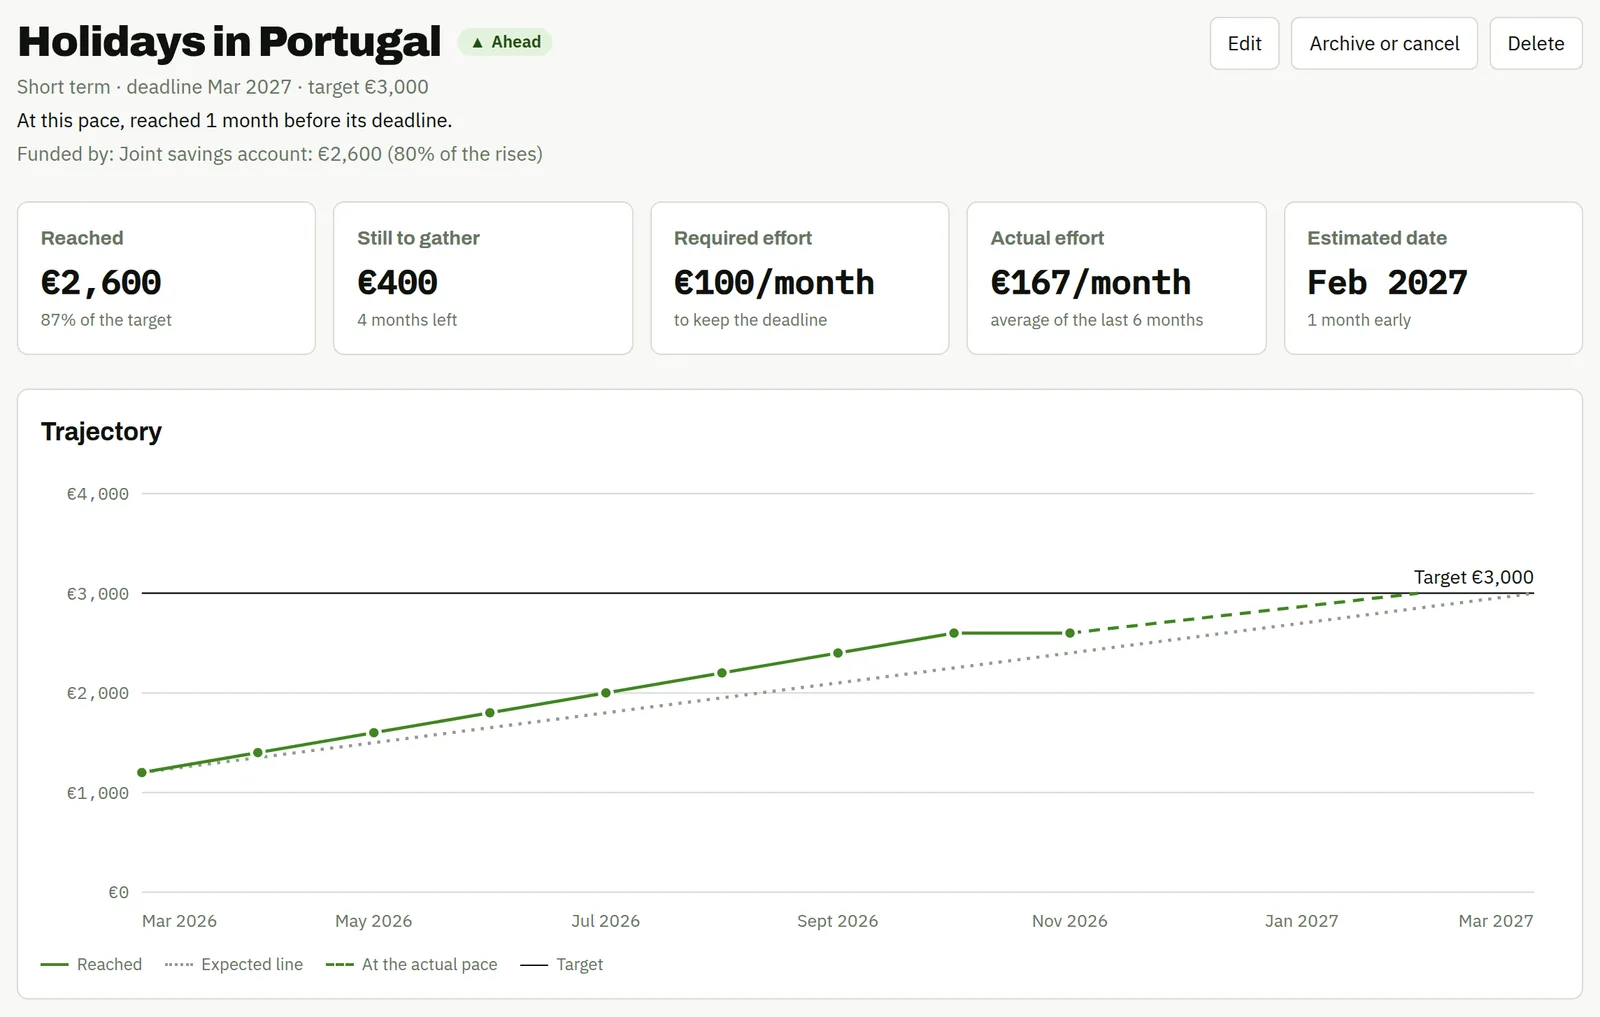 Holidays in Portugal ▲ Ahead
Edit Archive or cancel Delete
Short term · deadline Mar 2027 · target €3,000
At this pace, reached 1 month before its deadline.
Funded by: Joint savings account: €2,600 (80% of the rises)
Reached
€2,600
87% of the target
Still to gather
€400
4 months left
Required effort
€100/month
to keep the deadline
Actual effort
€167/month
average of the last 6 months
Estimated date
Feb 2027
1 month early
Trajectory
€4,000
Target €3,000
€3,000
€2,000
€1,000
€0
Mar 2026 May 2026 Jul 2026 Sept 2026 Nov 2026 Jan 2027 Mar 2027
Reached Expected line At the actual pace Target